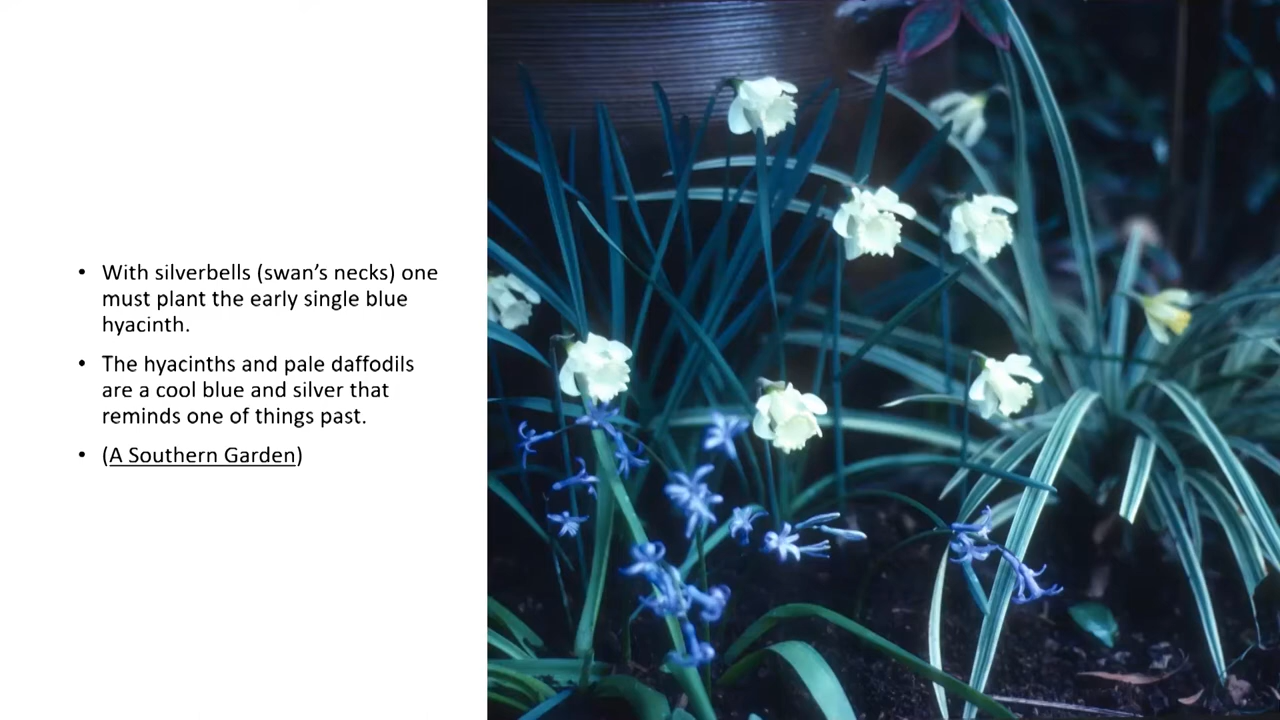 • With silverbells (swan’s necks) one
must plant the early single blue
hyacinth.
• The hyacinths and pale daffodils
are a cool blue and silver that
reminds one of things past.
• (A Southern Garden)